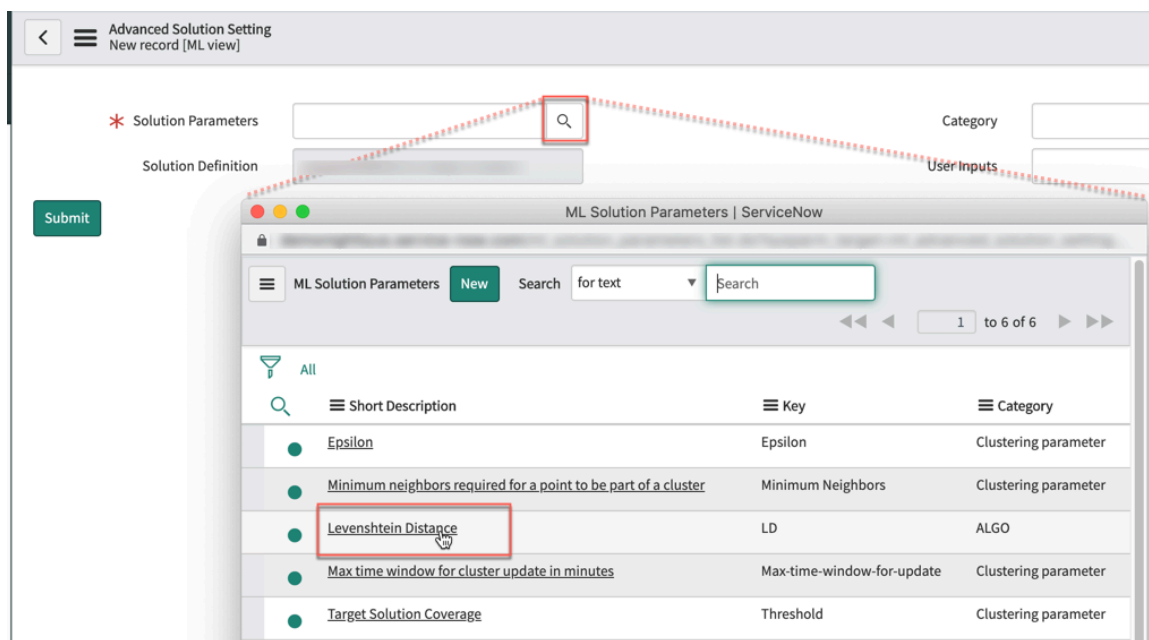 Advanced Solution Setting
New record [ML view]
Solution Parameters
Category
Solution Definition
User Inputs
Submit
ML Solution Parameters | ServiceNow
ML Solution Parameters New Search for text Search
1 to 6 of 6
All
Short Description Key Category
Epsilon Epsilon Clustering parameter
Minimum neighbors required for a point to be part of a cluster Minimum Neighbors Clustering parameter
Levenshtein Distance LD ALGO
Max time window for cluster update in minutes Max-time-window-for-update Clustering parameter
Target Solution Coverage Threshold Clustering parameter